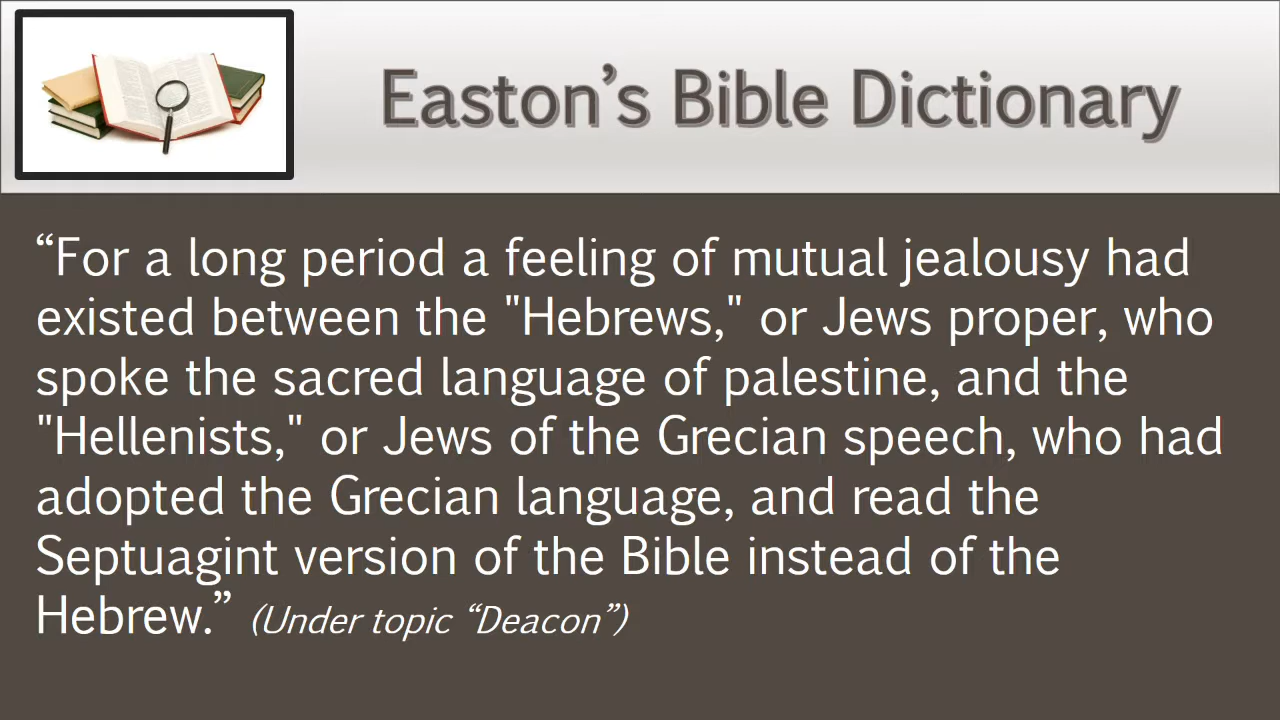 Easton’s Bible Dictionary
“For a long period a feeling of mutual jealousy had
existed between the "Hebrews," or Jews proper, who
spoke the sacred language of palestine, and the
"Hellenists," or Jews of the Grecian speech, who had
adopted the Grecian language, and read the
Septuagint version of the Bible instead of the
Hebrew.” (Under topic “Deacon”)